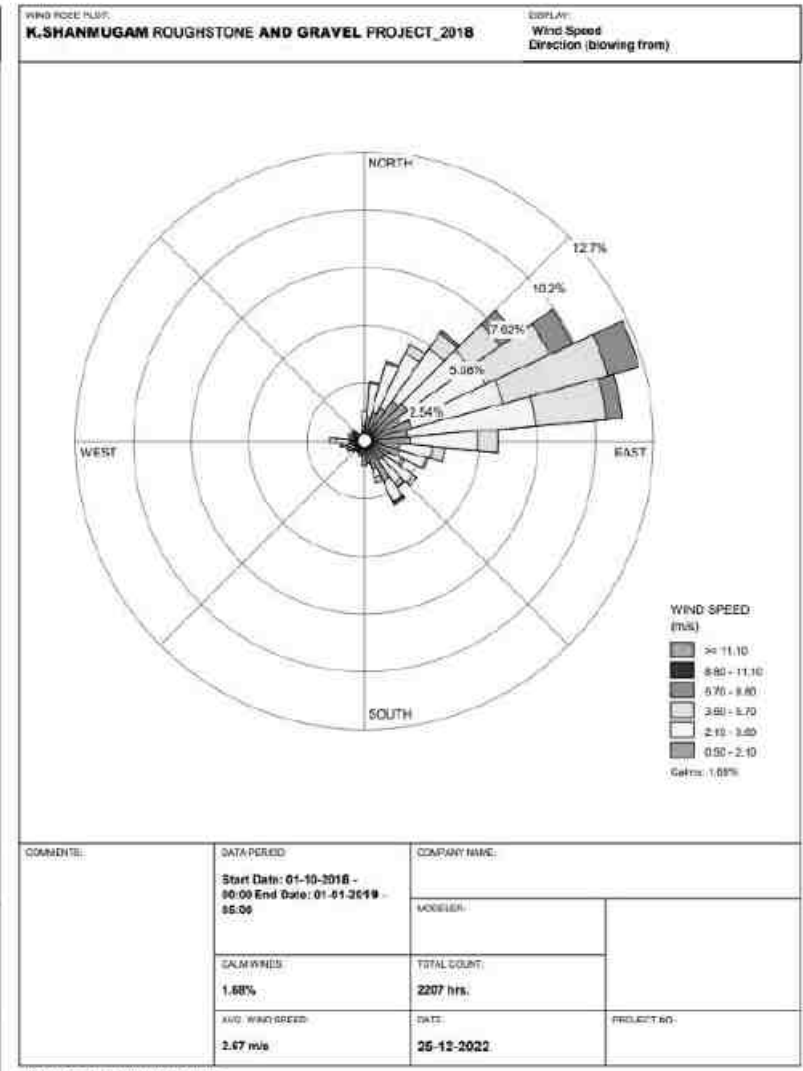 WIND ROSE PLOT:
K.SHANMUGAM ROUGHSTONE AND GRAVEL PROJECT_2018
DISPLAY:
Wind Speed
Direction (blowing from)
NORTH
12.7%
10.2%
7.62%
5.08%
2.54%
WEST
EAST
SOUTH
WIND SPEED
(m/s)
>= 11.10
8.80 - 11.10
5.70 - 8.80
3.60 - 5.70
2.10 - 3.60
0.50 - 2.10
Calms: 1.68%
COMMENTS:
DATA PERIOD:
Start Date: 01-10-2018 -
00:00 End Date: 01-01-2019 -
COMPANY NAME:
MODELER:
CALM WINDS:
1.68%
TOTAL COUNT:
2207 hrs.
AVG. WIND SPEED:
2.67 m/s
DATE:
25-12-2022
PROJECT NO.: